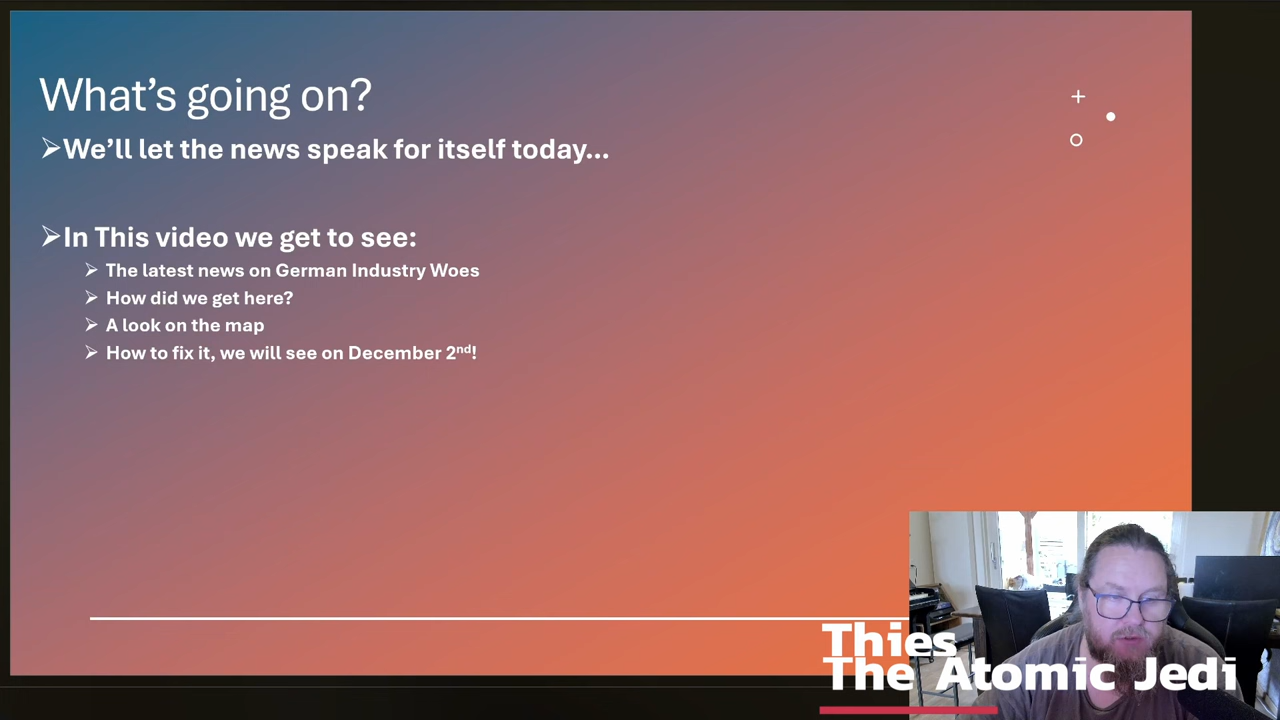 What's going on?
We'll let the news speak for itself today...
In This video we get to see:
The latest news on German Industry Woes
How did we get here?
A look on the map
How to fix it, we will see on December 2nd!
Thies
The Atomic Jedi